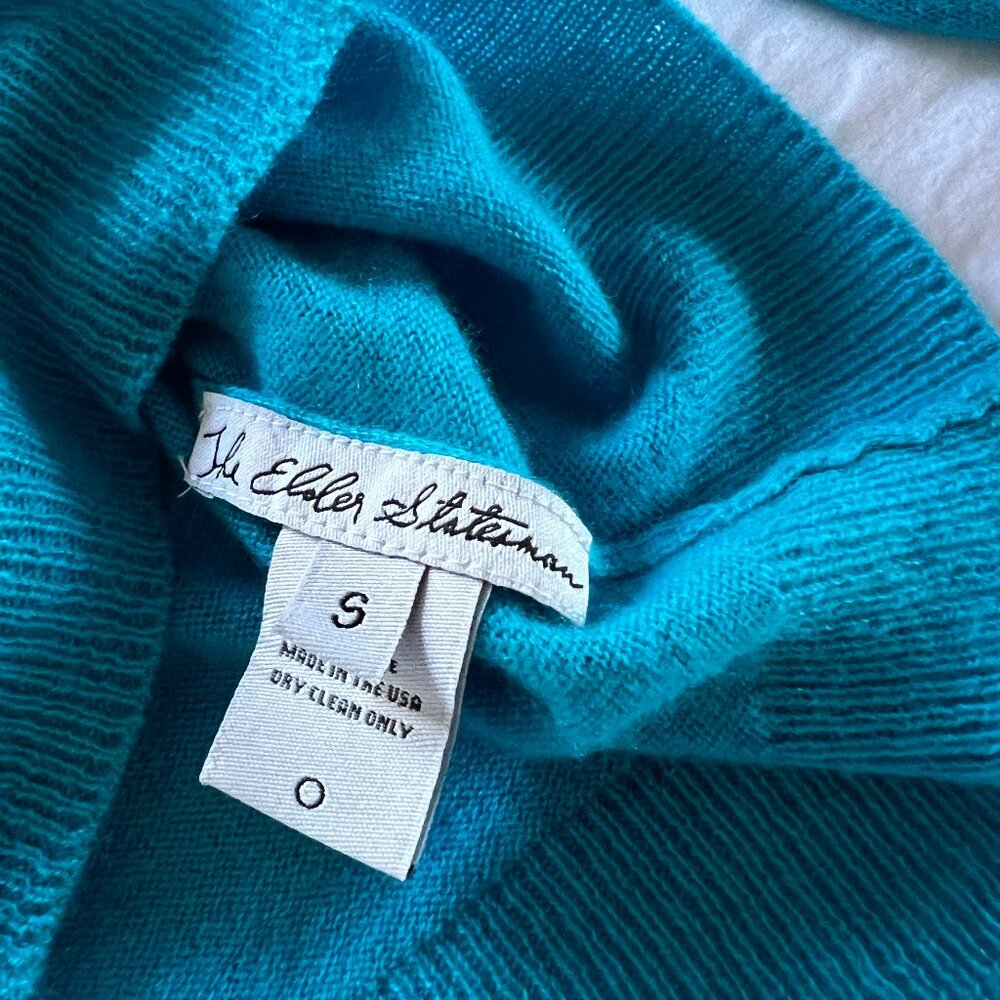 The Elder Statesman
S
E
MADE IN THE USA
DRY CLEAN ONLY
O